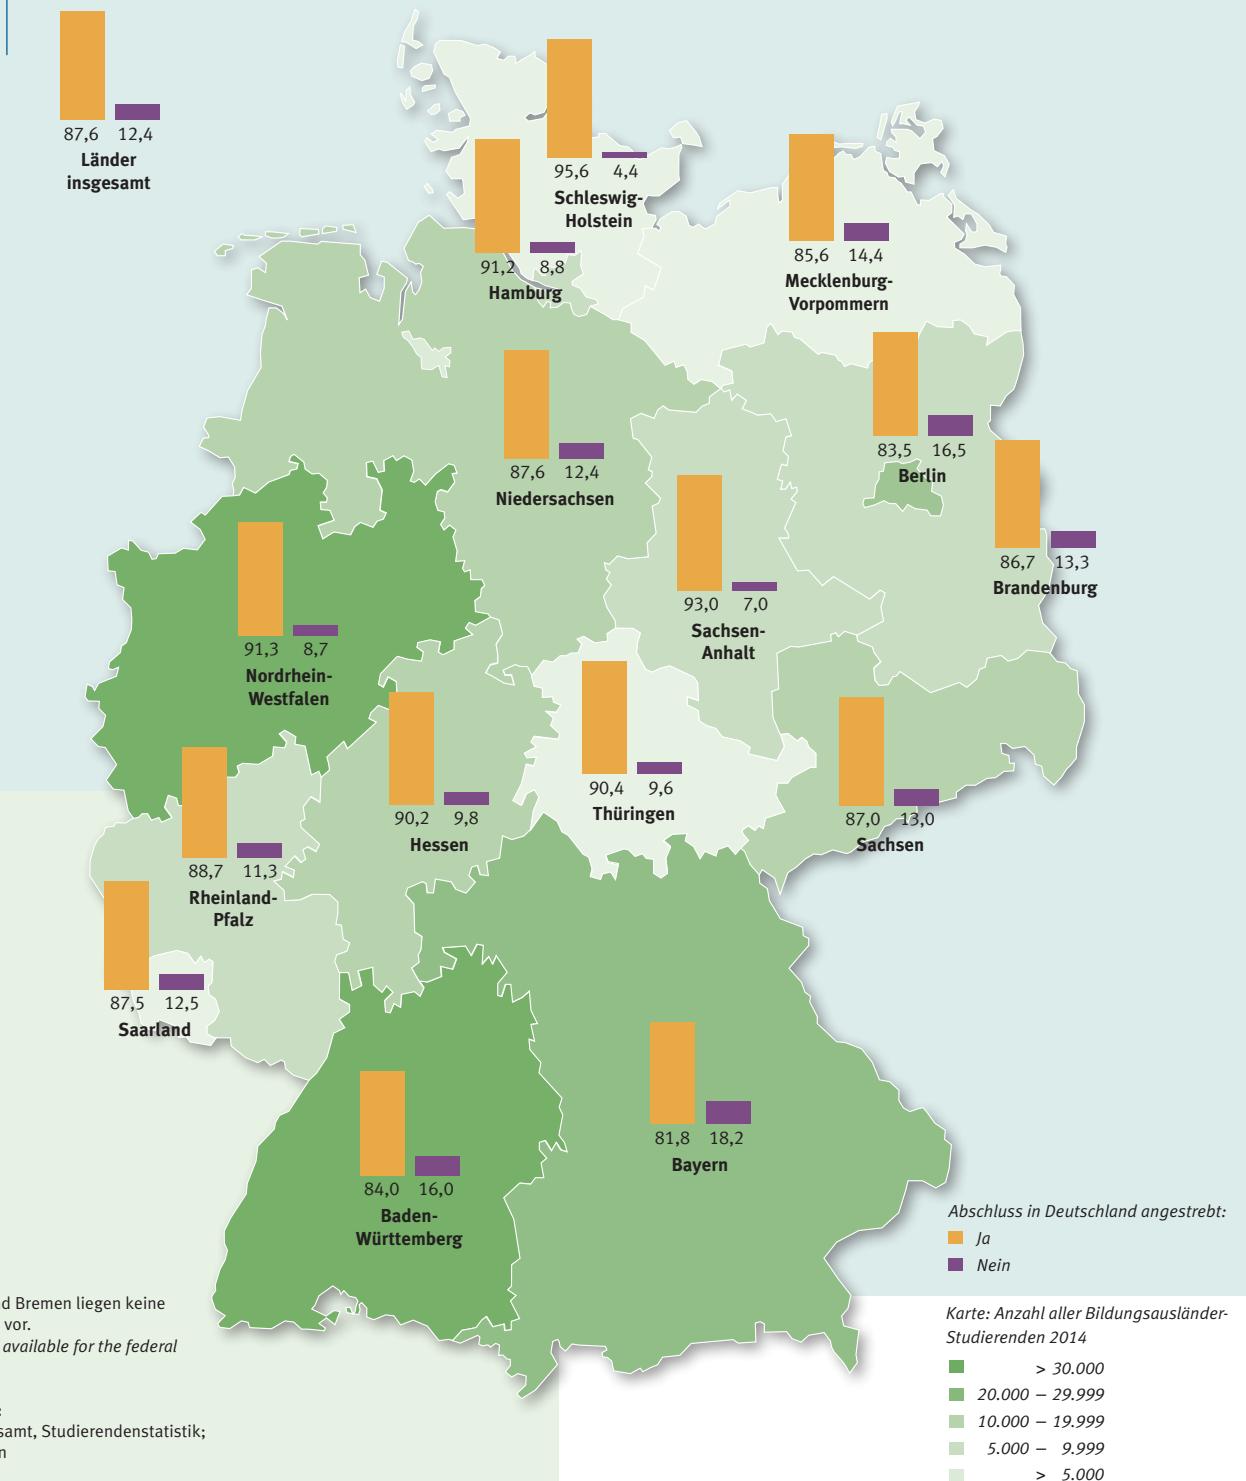 87,6 12,4
Länder
insgesamt
95,6 4,4
Schleswig-
Holstein
91,2 8,8
Hamburg
85,6 14,4
Mecklenburg-
Vorpommern
83,5 16,5
Berlin
87,6 12,4
Niedersachsen
86,7 13,3
Brandenburg
93,0 7,0
Sachsen-
Anhalt
91,3 8,7
Nordrhein-
Westfalen
90,4 9,6
Thüringen
90,2 9,8
Hessen
87,0 13,0
Sachsen
88,7 11,3
Rheinland-
Pfalz
87,5 12,5
Saarland
81,8 18,2
Bayern
84,0 16,0
Baden-
Württemberg
Abschluss in Deutschland angestrebt:
Ja
Nein
Karte: Anzahl aller Bildungsausländer-
Studierenden 2014
> 30.000
20.000 – 29.999
10.000 – 19.999
5.000 – 9.999
> 5.000
d Bremen liegen keine
vor.
available for the federal
:
samt, Studierendenstatistik;
n